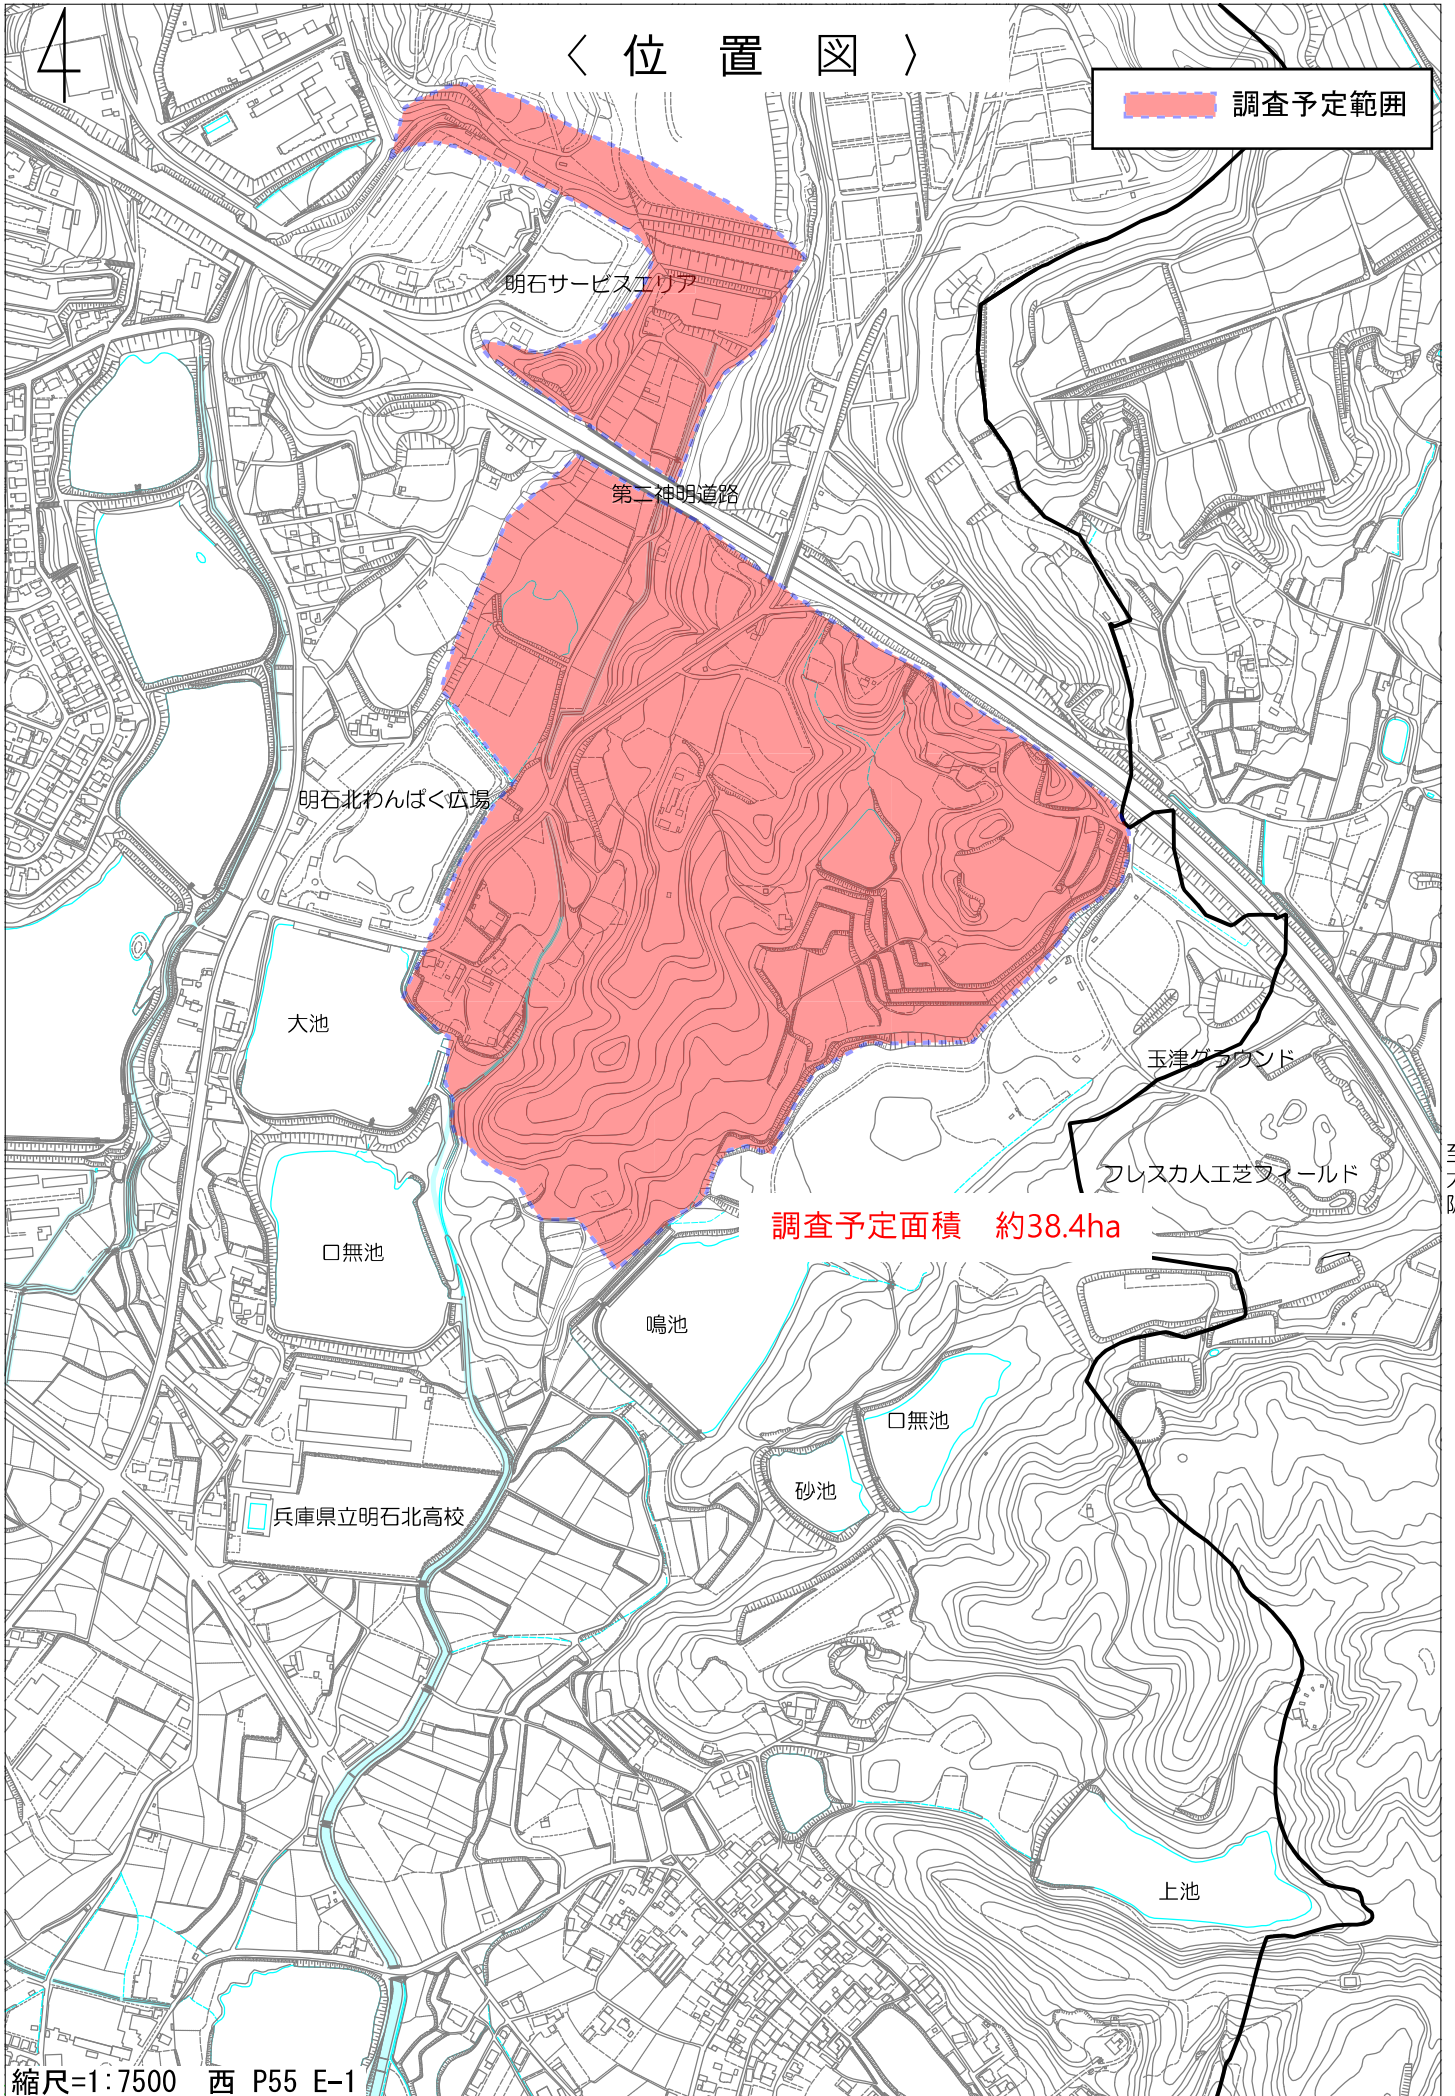 〈 位 置 図 〉
調査予定範囲
明石サービスエリア
第二神明道路
明石北わんぱく広場
大池
玉津グラウンド
フレスカ人工芝フィールド
調査予定面積 約38.4ha
口無池
鳴池
口無池
砂池
兵庫県立明石北高校
上池
縮尺=1:7500 西 P55 E-1